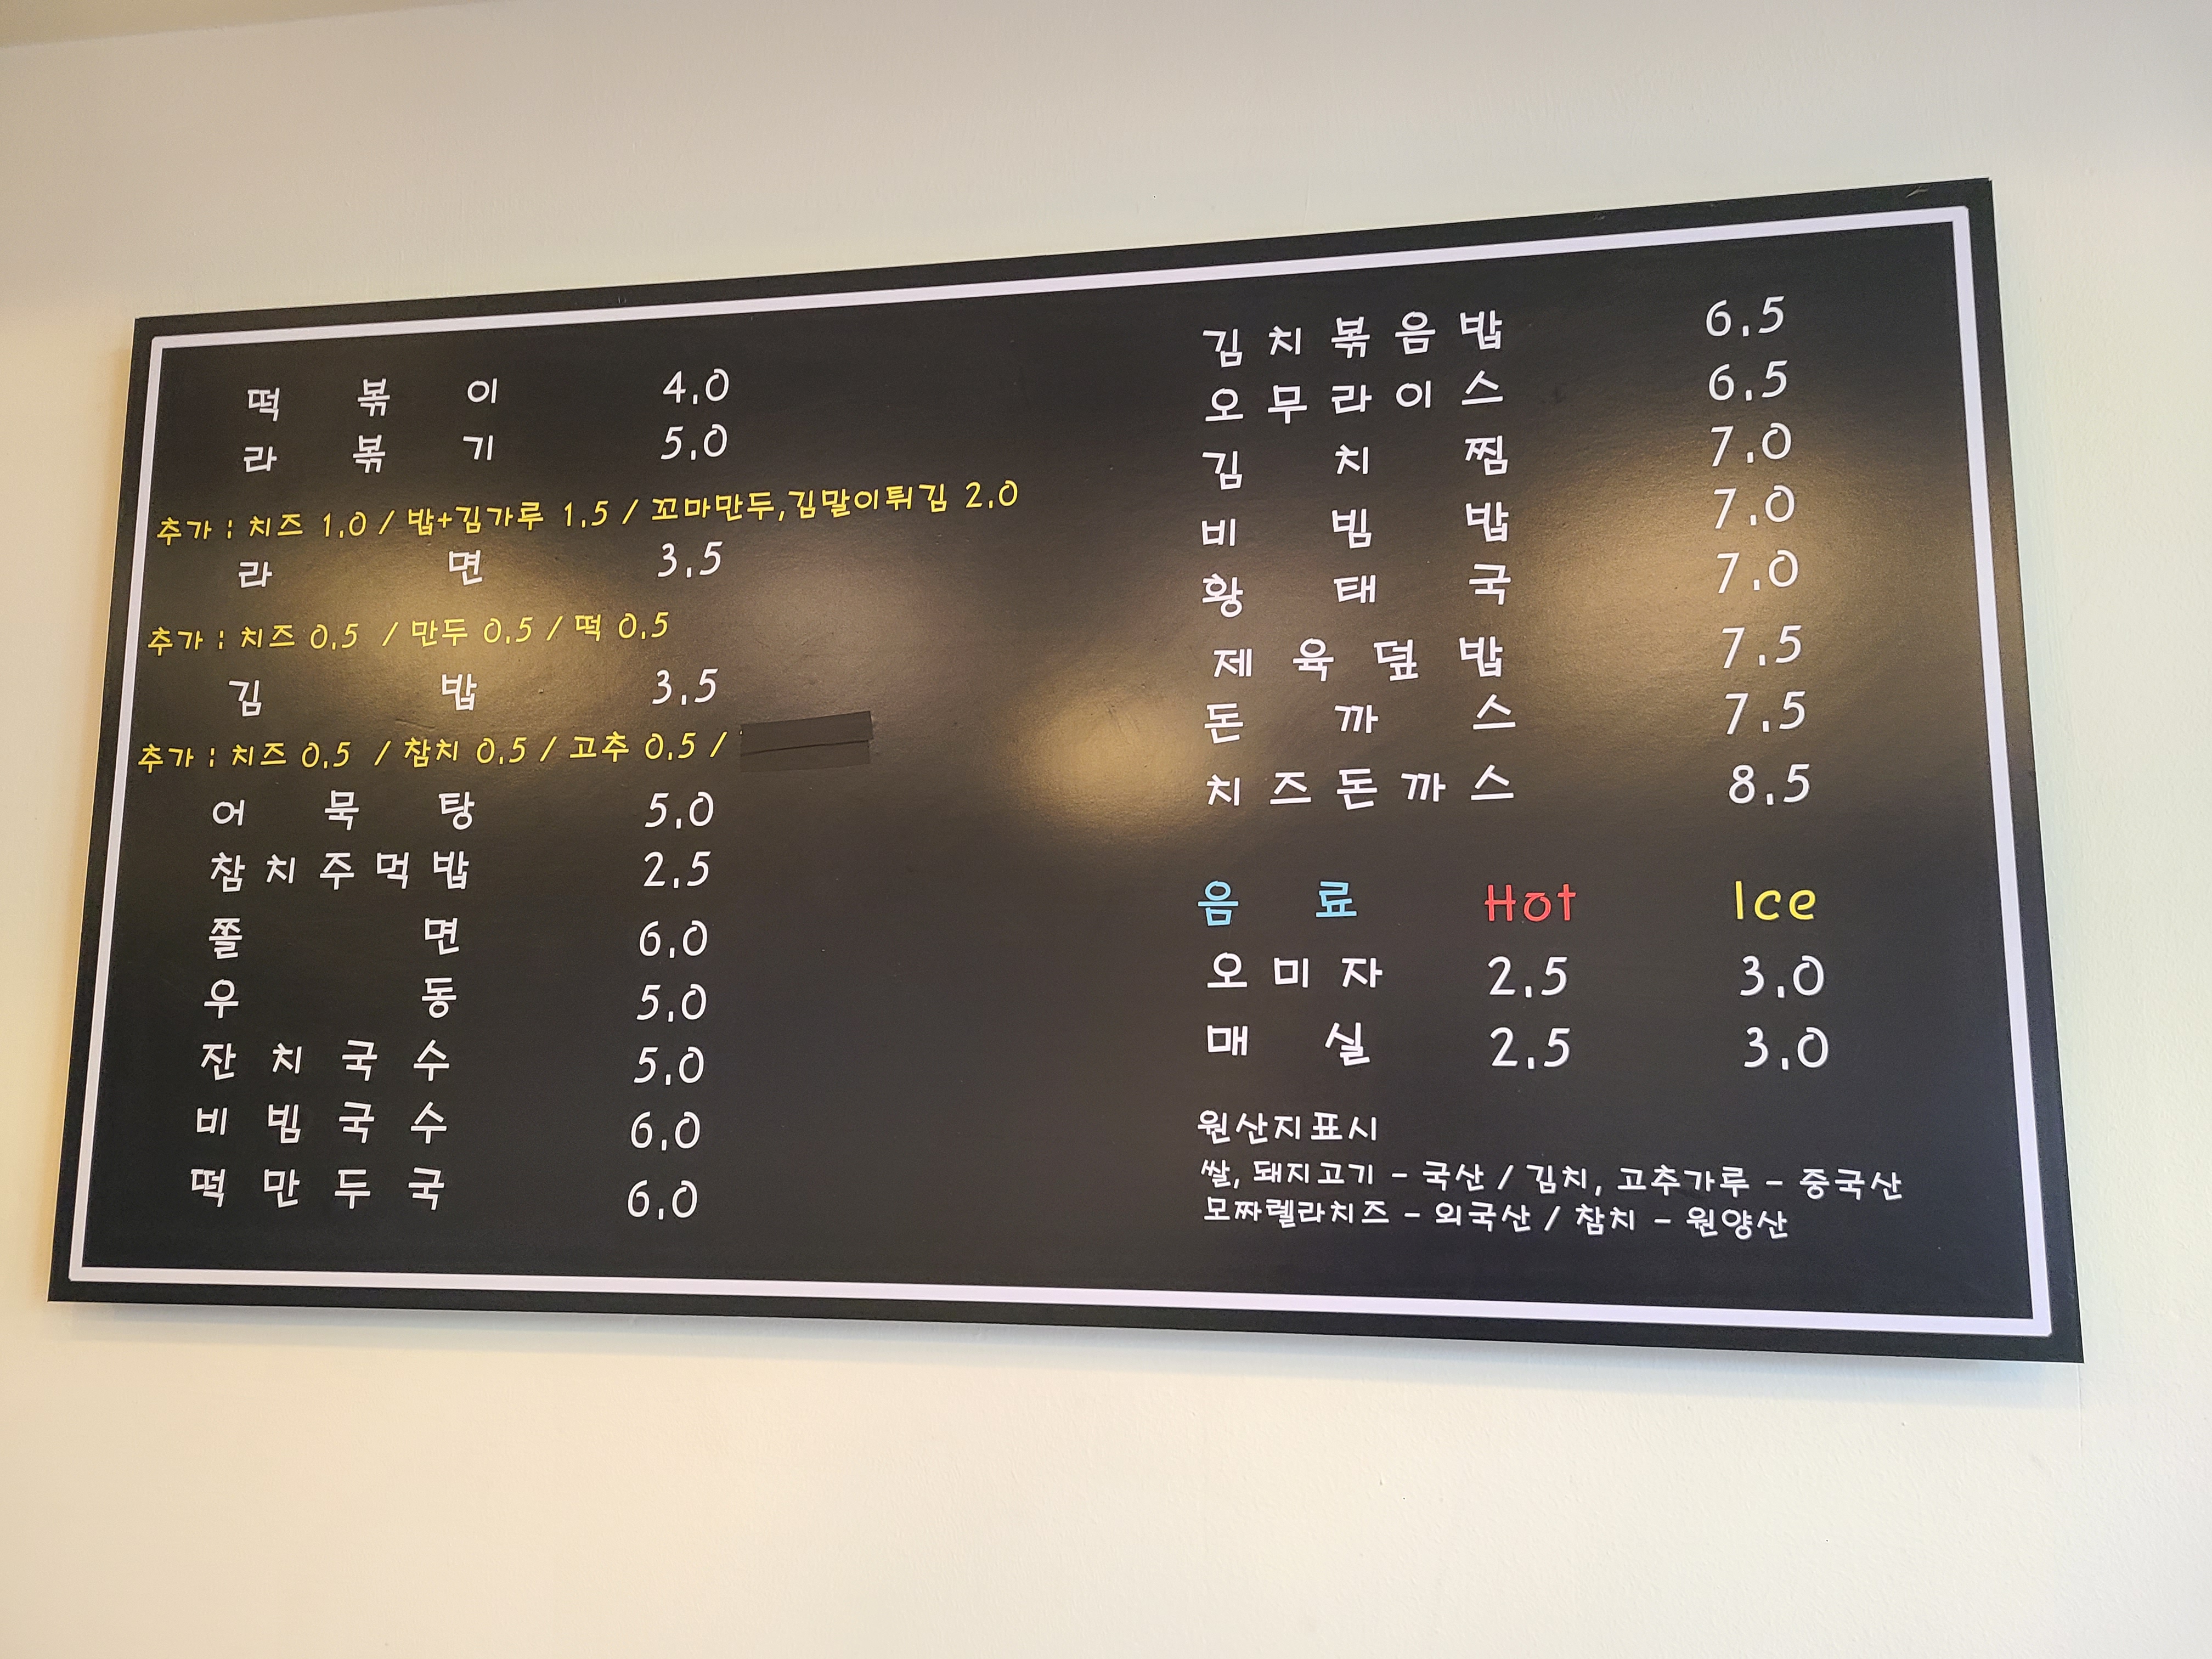 떡볶이 4.0
라볶기 5.0
추가 : 치즈 1.0 / 밥+김가루 1.5 / 꼬마만두,김말이튀김 2.0
라면 3.5
추가 : 치즈 0.5 / 만두 0.5 / 떡 0.5
김밥 3.5
추가 : 치즈 0.5 / 참치 0.5 / 고추 0.5 /
어묵탕 5.0
참치주먹밥 2.5
쫄면 6.0
우동 5.0
잔치국수 5.0
비빔국수 6.0
떡만두국 6.0
김치볶음밥 6.5
오무라이스 6.5
김치찜 7.0
비빔밥 7.0
황태국 7.0
제육덮밥 7.5
돈까스 7.5
치즈돈까스 8.5
음료 Hot Ice
오미자 2.5 3.0
매실 2.5 3.0
원산지표시
쌀, 돼지고기 - 국산 / 김치, 고추가루 - 중국산
모짜렐라치즈 - 외국산 / 참치 - 원양산